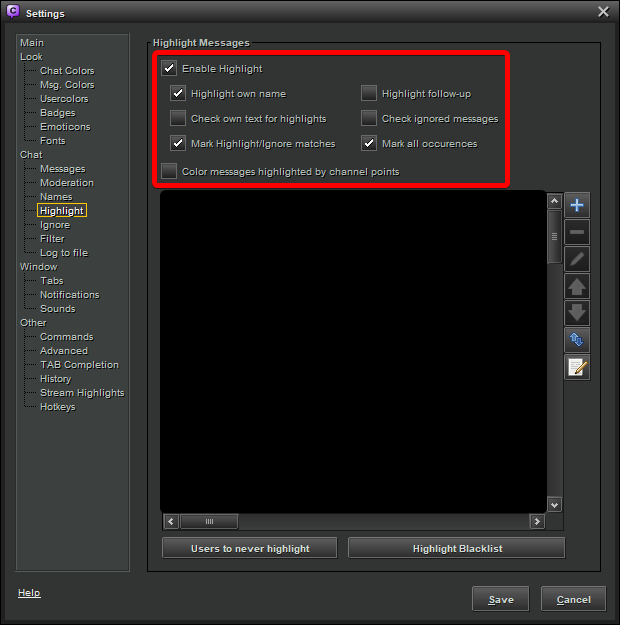 Settings
Main
Look
Chat Colors
Msg. Colors
Usercolors
Badges
Emoticons
Fonts
Chat
Messages
Moderation
Names
Highlight
Ignore
Filter
Log to file
Window
Tabs
Notifications
Sounds
Other
Commands
Advanced
TAB Completion
History
Stream Highlights
Hotkeys
Highlight Messages
Enable Highlight
Highlight own name Highlight follow-up
Check own text for highlights Check ignored messages
Mark Highlight/Ignore matches Mark all occurences
Color messages highlighted by channel points
Users to never highlight Highlight Blacklist
Help
Save Cancel